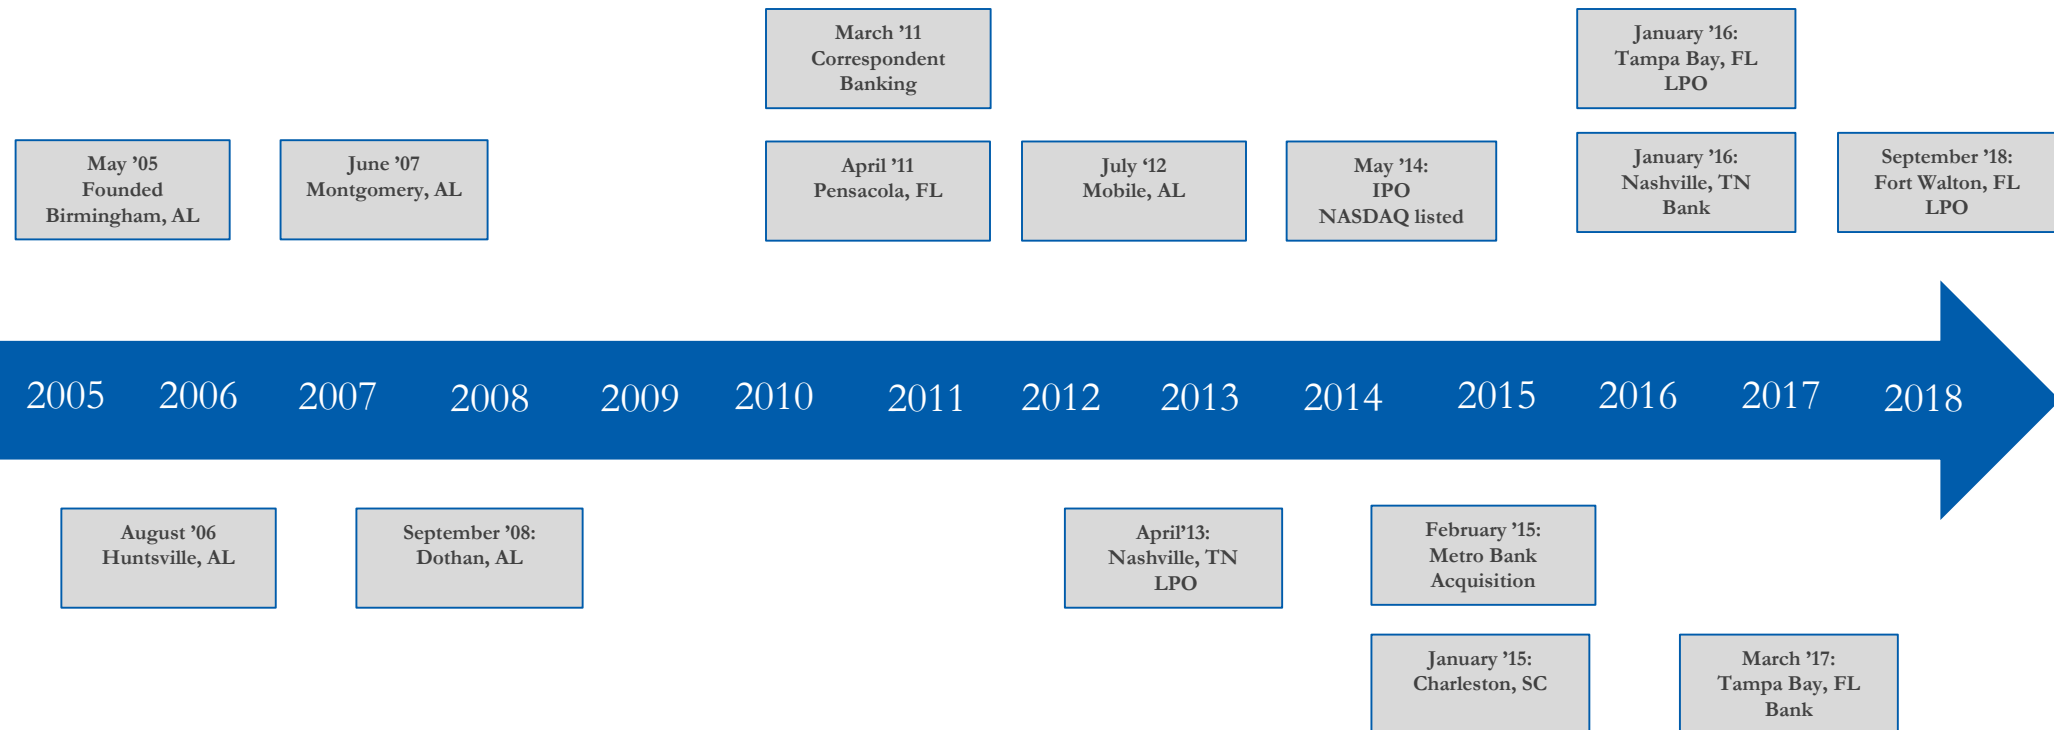 March ’11
Correspondent
Banking
January ’16:
Tampa Bay, FL
LPO
May ’05
Founded
Birmingham, AL
June ’07
Montgomery, AL
April ’11
Pensacola, FL
July ‘12
Mobile, AL
May ’14:
IPO
NASDAQ listed
January ’16:
Nashville, TN
Bank
September ’18:
Fort Walton, FL
LPO
2005 2006 2007 2008 2009 2010 2011 2012 2013 2014 2015 2016 2017 2018
August ’06
Huntsville, AL
September ’08:
Dothan, AL
April’13:
Nashville, TN
LPO
February ’15:
Metro Bank
Acquisition
January ’15:
Charleston, SC
March ’17:
Tampa Bay, FL
Bank